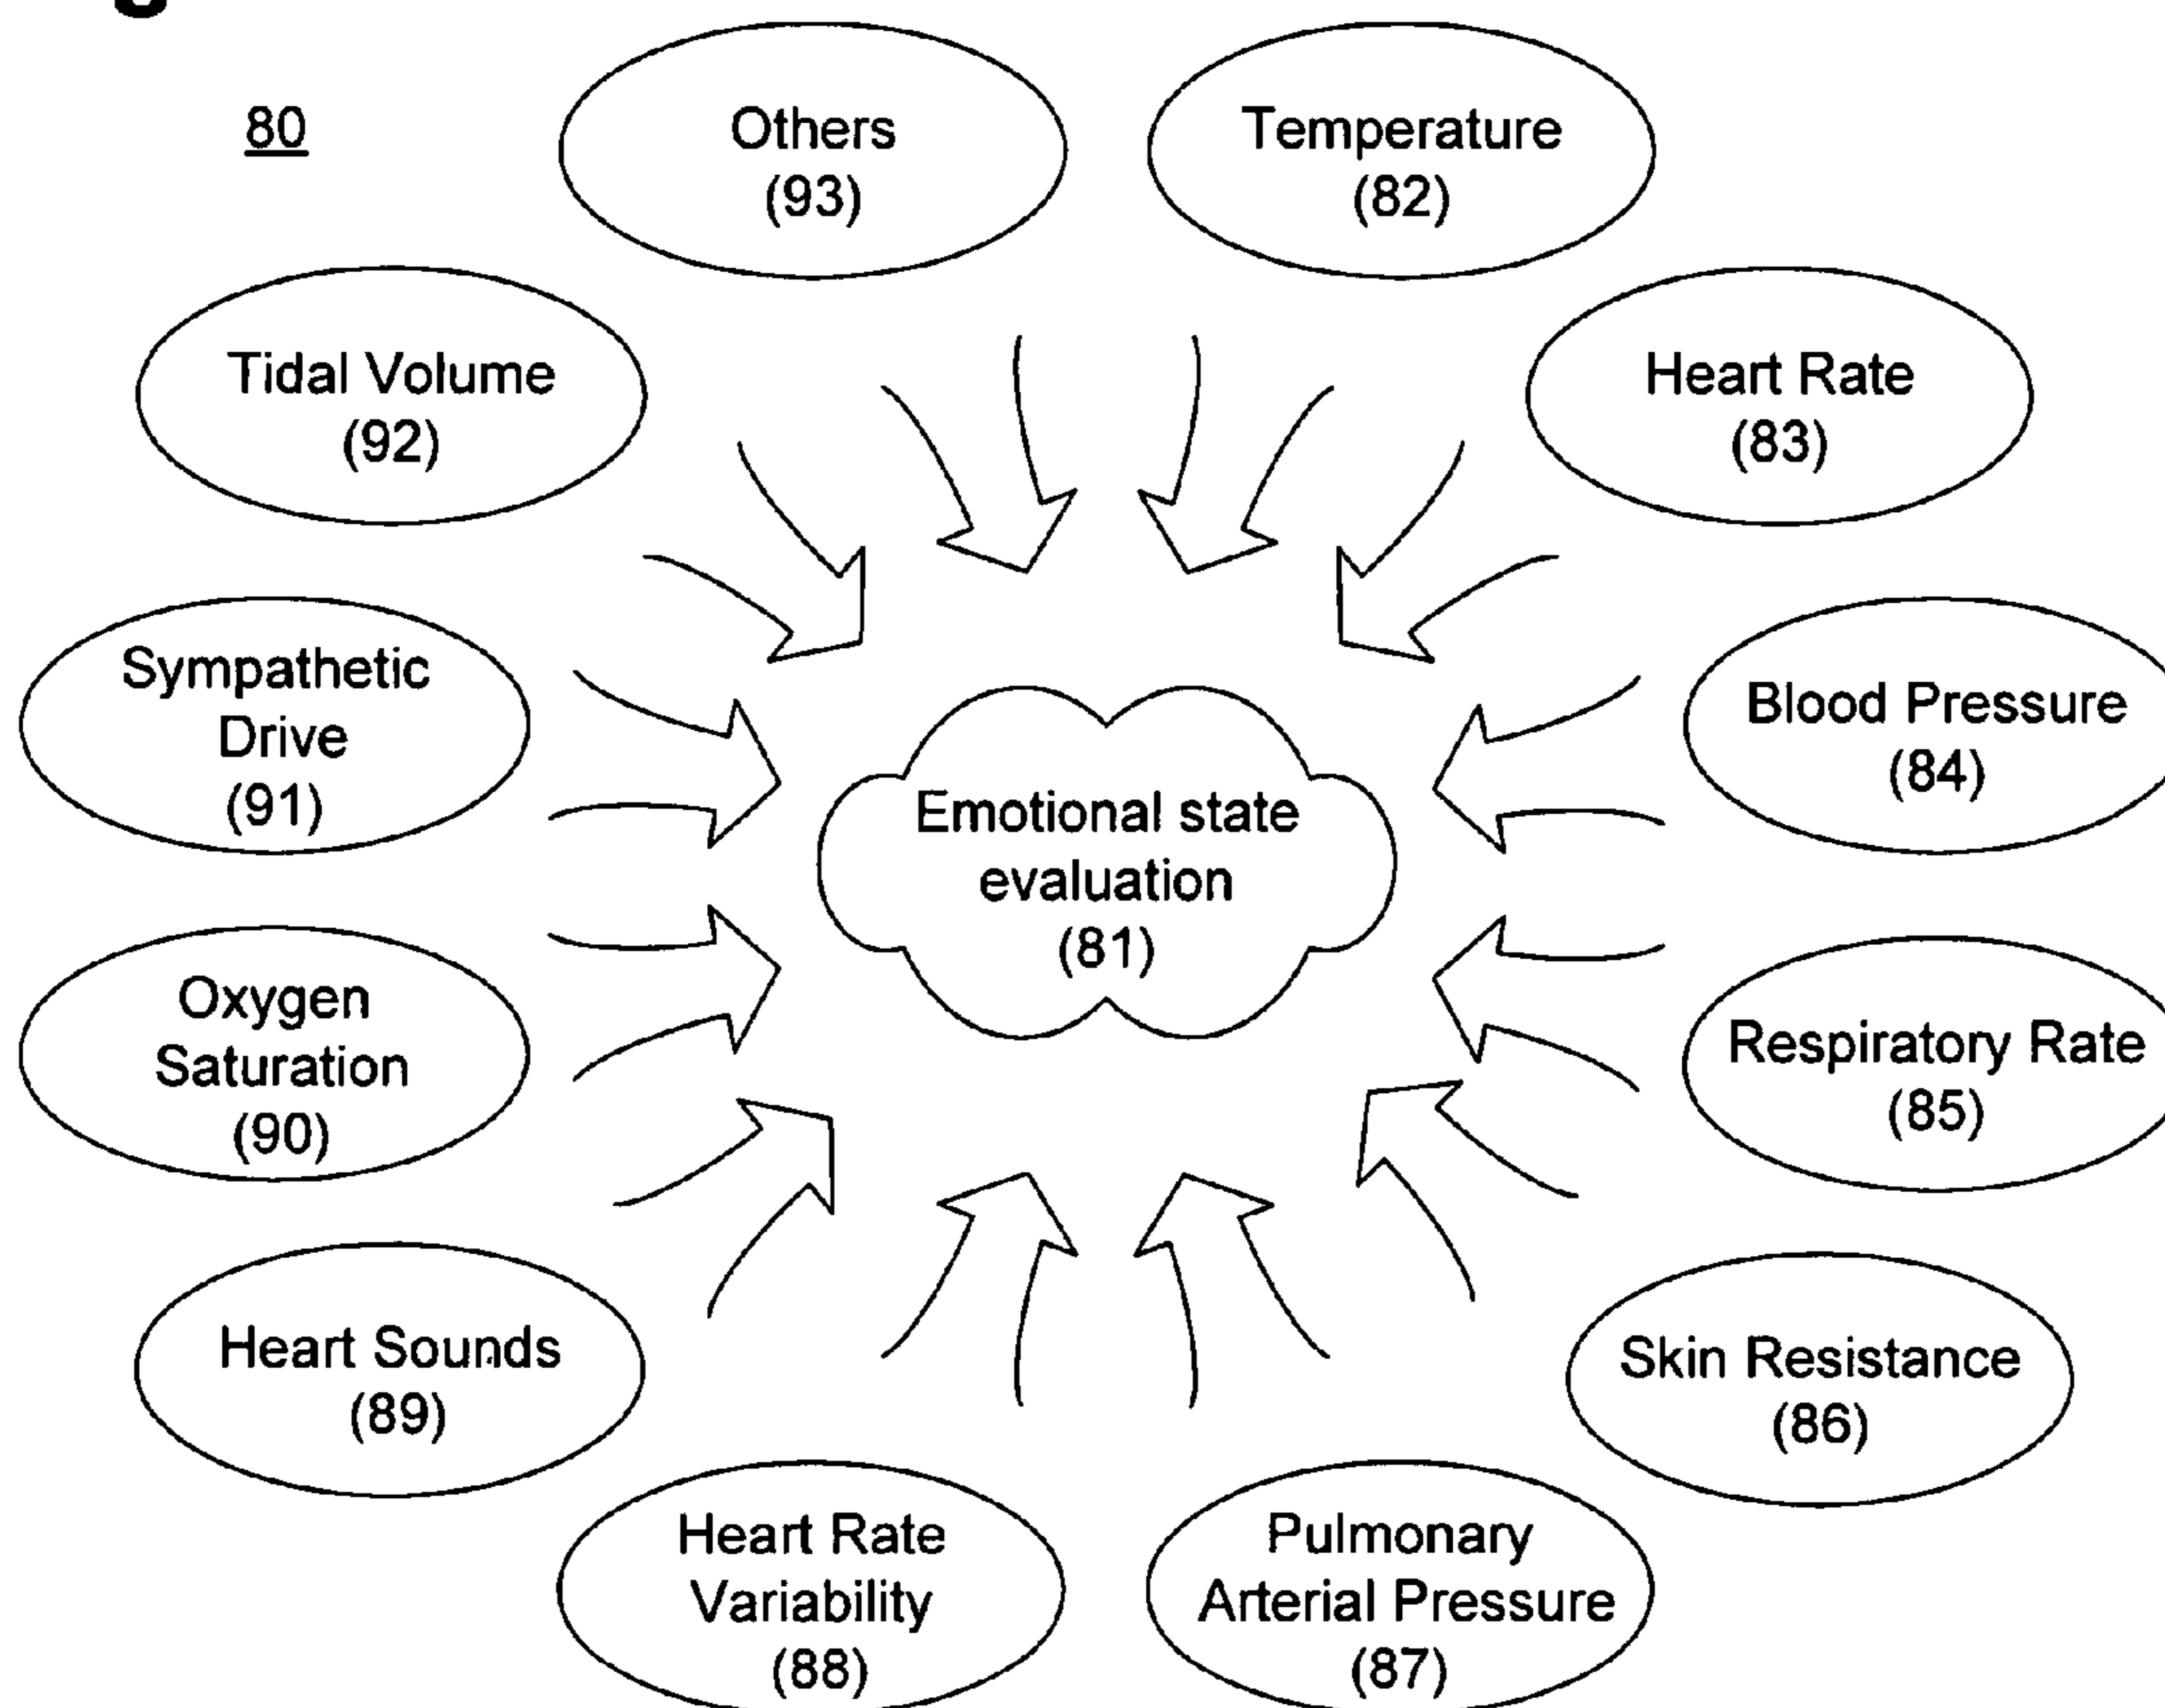 80
Others
(93)
Temperature
(82)
Tidal Volume
(92)
Heart Rate
(83)
Sympathetic
Drive
(91)
Blood Pressure
(84)
Emotional state
evaluation
(81)
Oxygen
Saturation
(90)
Respiratory Rate
(85)
Heart Sounds
(89)
Skin Resistance
(86)
Heart Rate
Variability
(88)
Pulmonary
Arterial Pressure
(87)